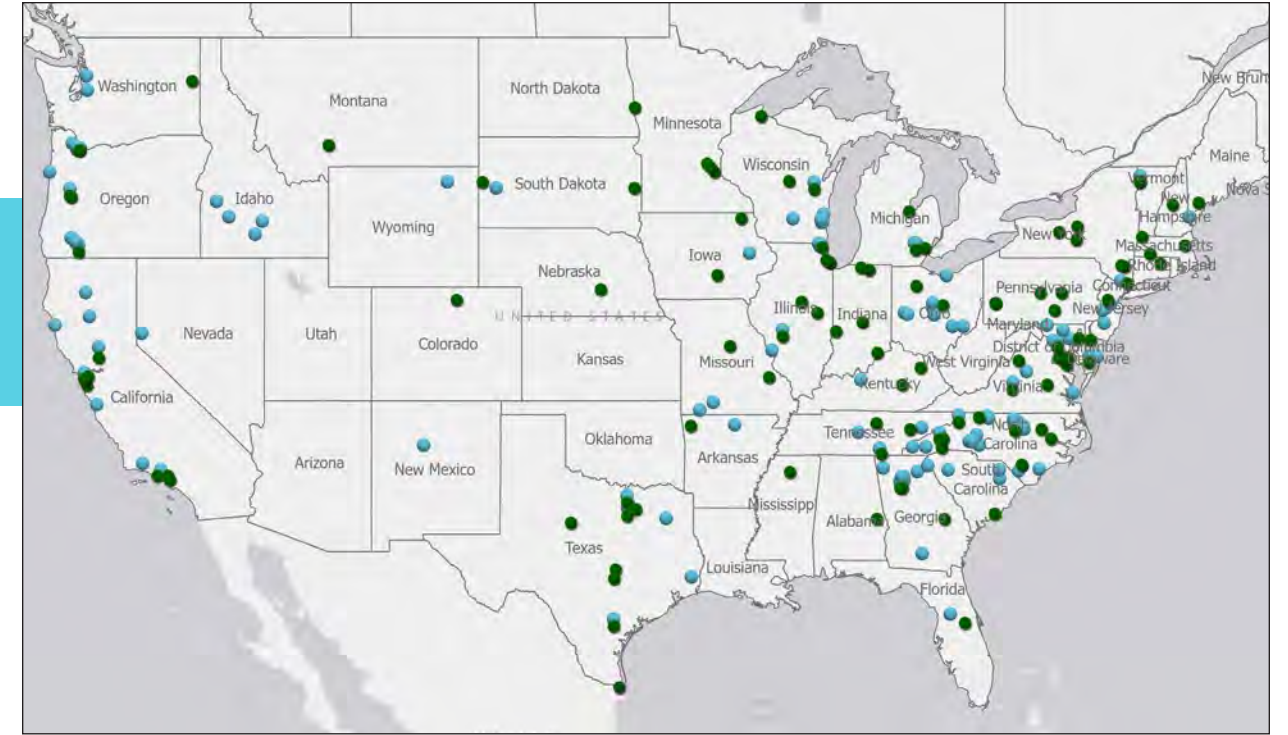 Washington
Montana
North Dakota
Minnesota
Wisconsin
Michigan
Vermont
New
Hampshire
Maine
New Brun
Nova S
Oregon
Idaho
Wyoming
South Dakota
New York
Massachusetts
Rhode Island
Connecticut
Iowa
Nebraska
UNITED STATES
Illinois
Indiana
Ohio
Pennsylvania
New Jersey
Maryland
District of Columbia
Delaware
Nevada
Utah
Colorado
Kansas
Missouri
West Virginia
Kentucky
Virginia
California
Arizona
New Mexico
Oklahoma
Arkansas
Tennessee
North
Carolina
South
Carolina
Mississippi
Alabama
Georgia
Texas
Louisiana
Florida